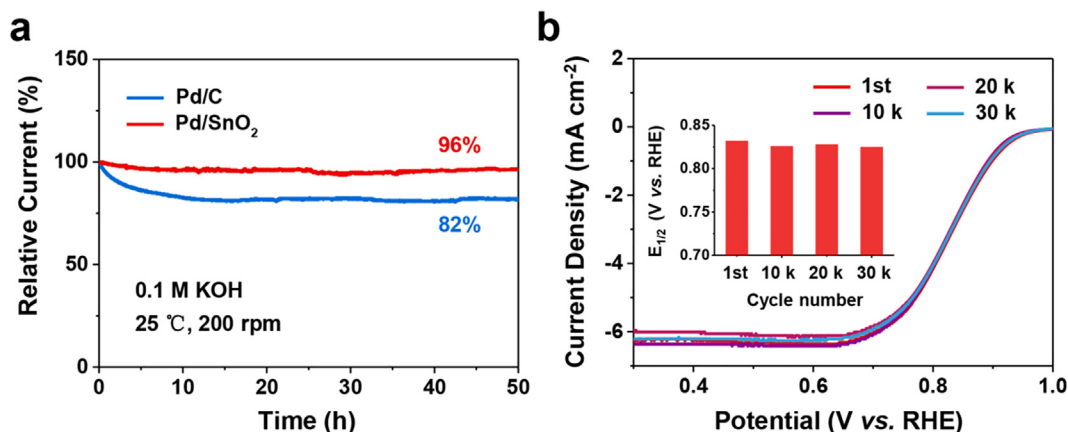 a
150
100
50
0
Relative Current (%)
Pd/C
Pd/SnO₂
96%
82%
0.1 M KOH
25 ℃, 200 rpm
0 10 20 30 40 50
Time (h)
b
2
0
-2
-4
-6
Current Density (mA cm⁻²)
1st 20 k
10 k 30 k
0.85
0.80
0.75
0.70
E₁/₂ (V vs. RHE)
1st 10 k 20 k 30 k
Cycle number
0.4 0.6 0.8 1.0
Potential (V vs. RHE)